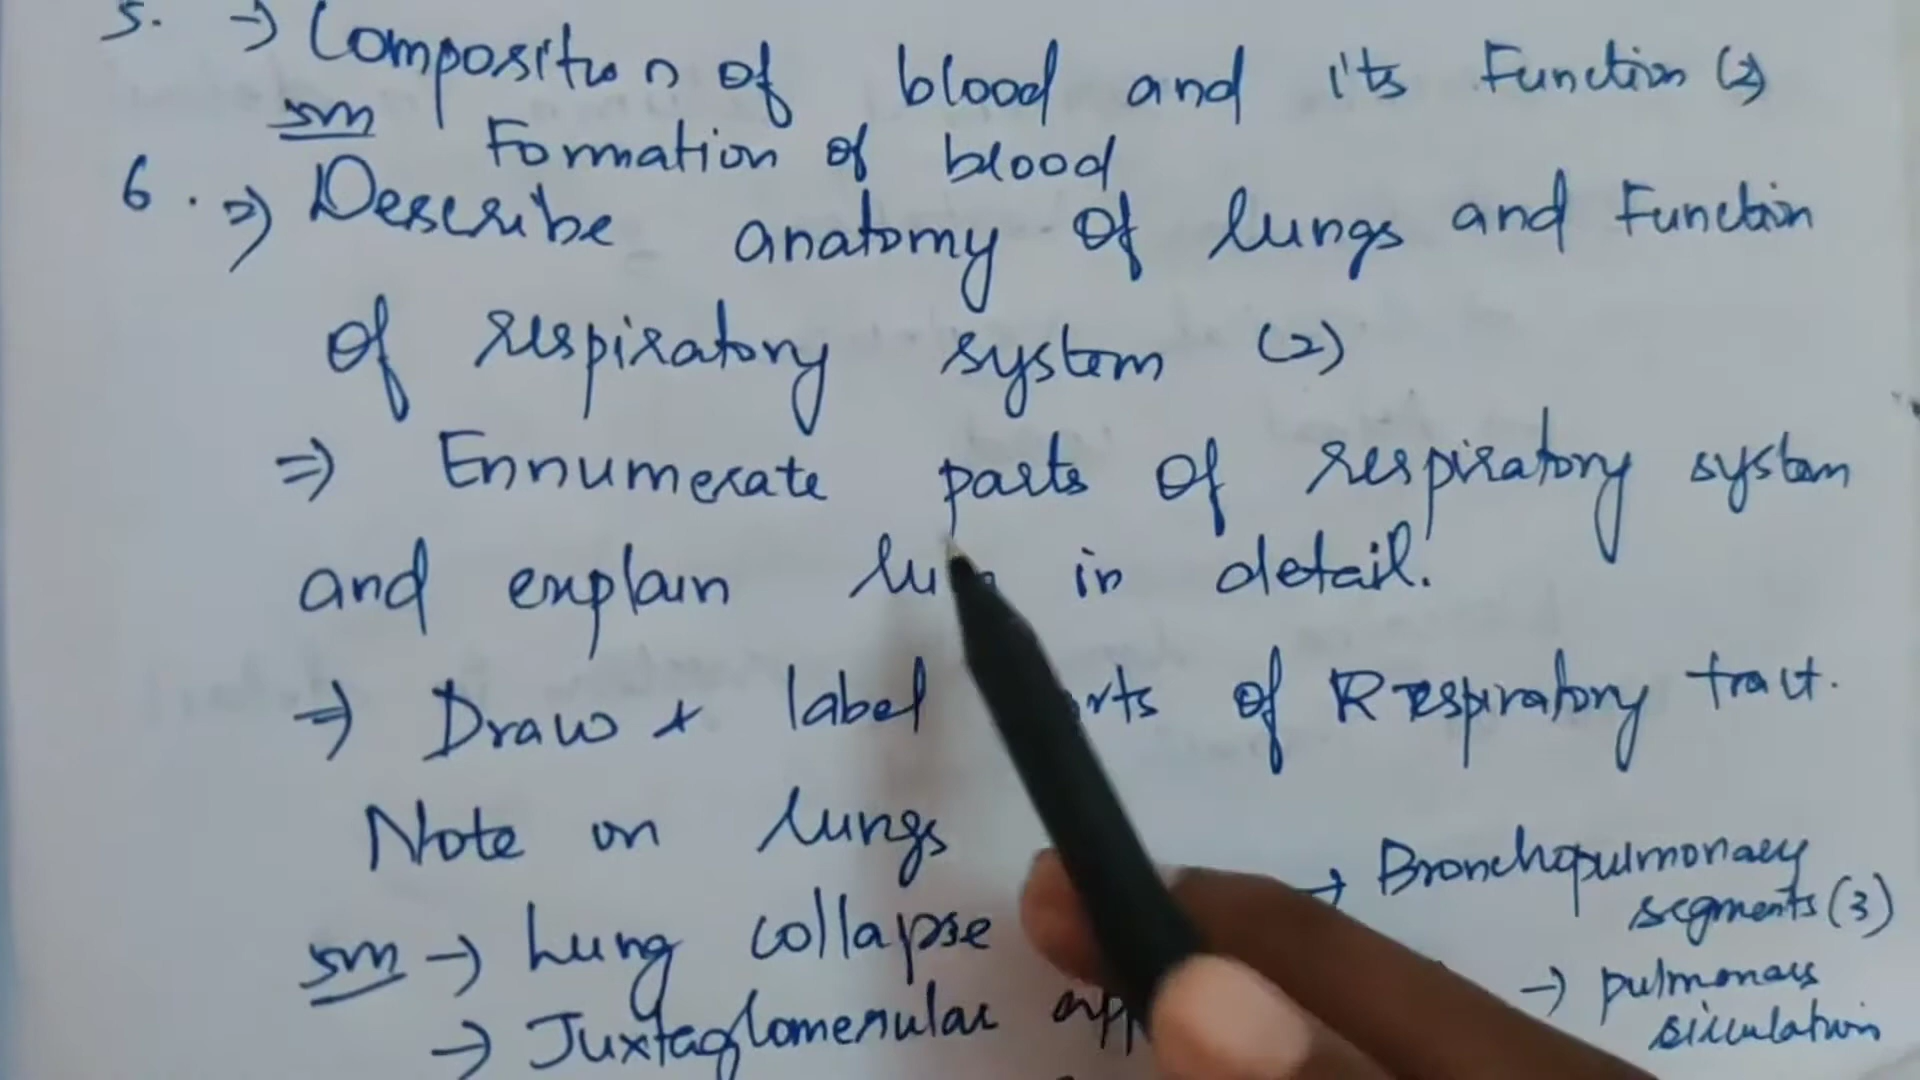 5. → Composition of blood and its Function (2)
5m Formation of blood
6. ⇒ Describe anatomy of lungs and Function
of respiratory system (2)
⇒ Ennumerate parts of respiratory system
and explain in detail.
⇒ Draw & label of Respiratory tract.
Note on lungs
→ Bronchopulmonary
segments (3)
5m → Lung collapse
→ pulmonary
circulation
→ Juxtaglomerular